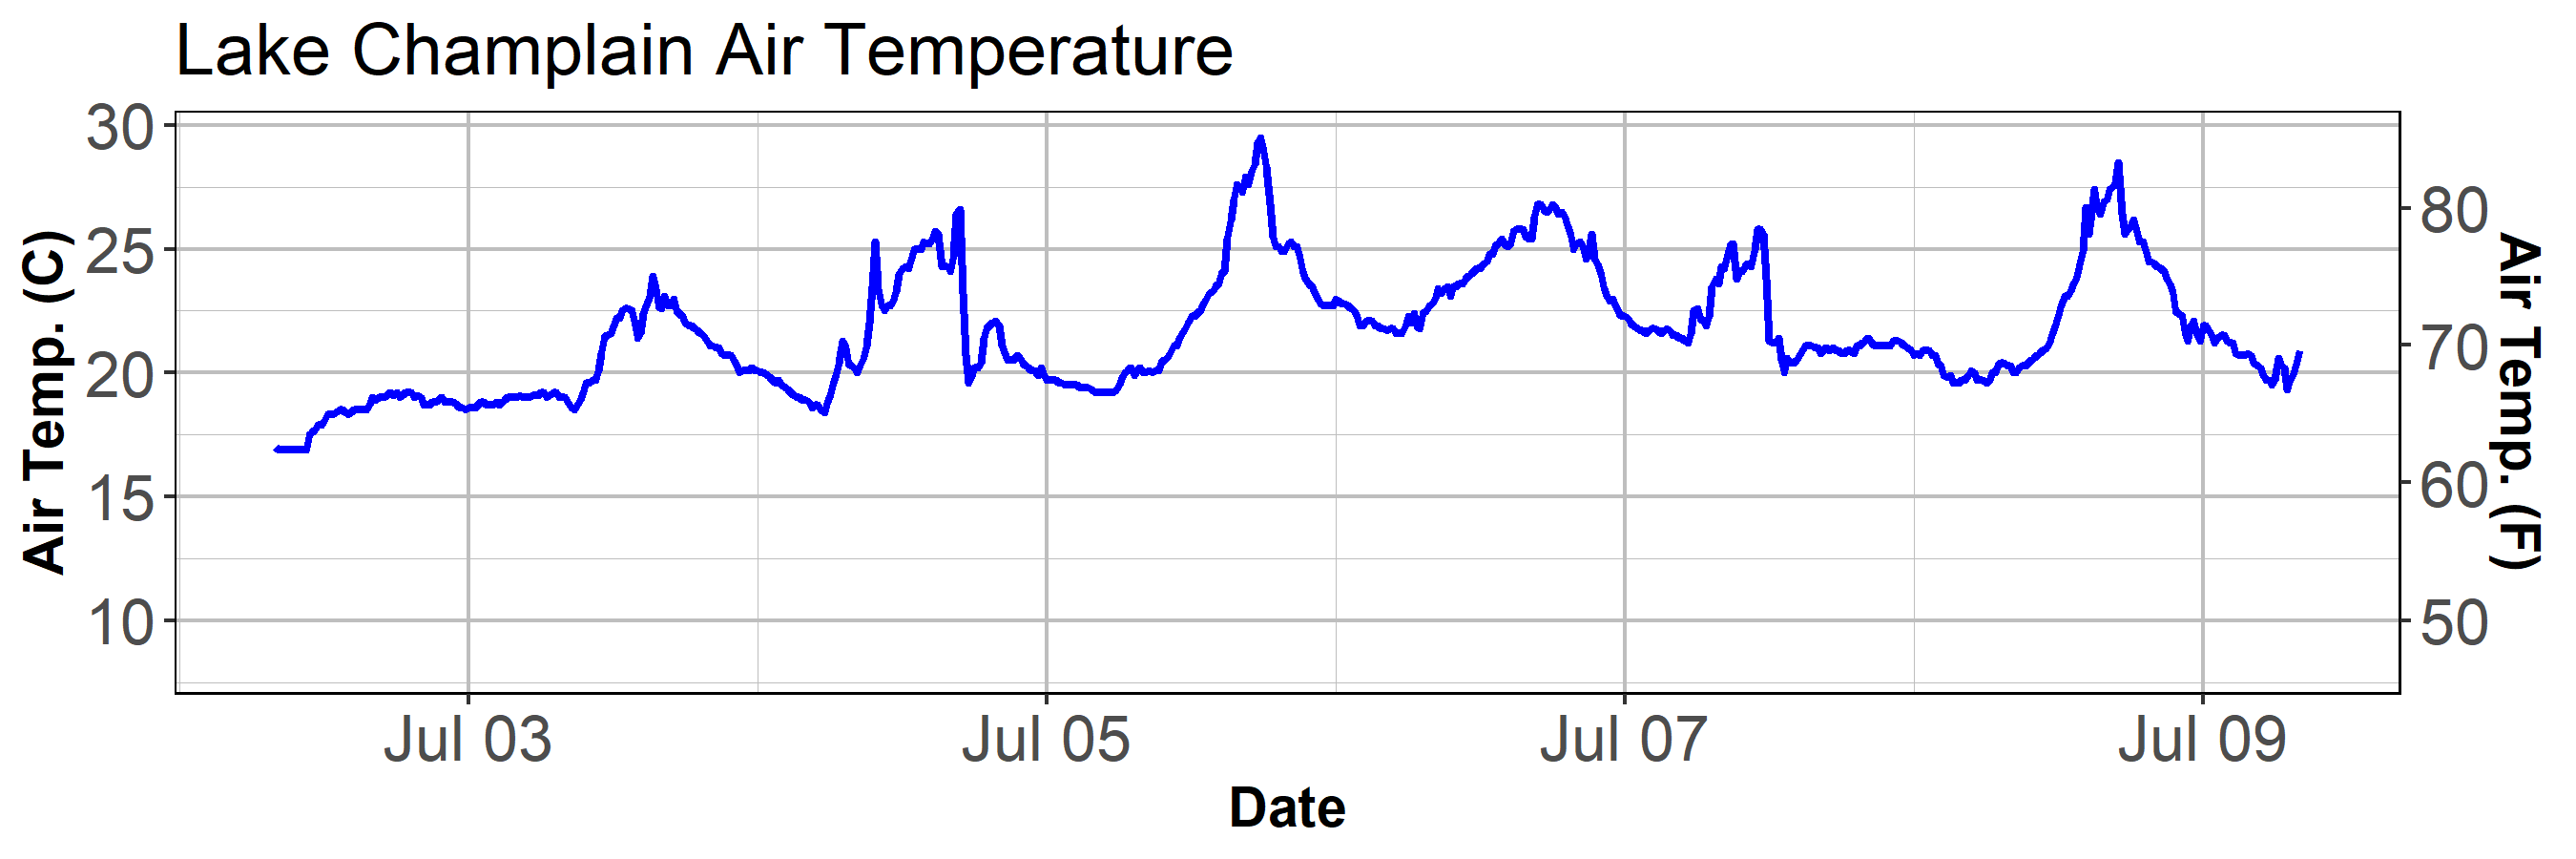 Lake Champlain Air Temperature
30
25
20
15
10
Air Temp. (C)
80
70
60
50
Air Temp. (F)
Jul 03 Jul 05 Jul 07 Jul 09
Date